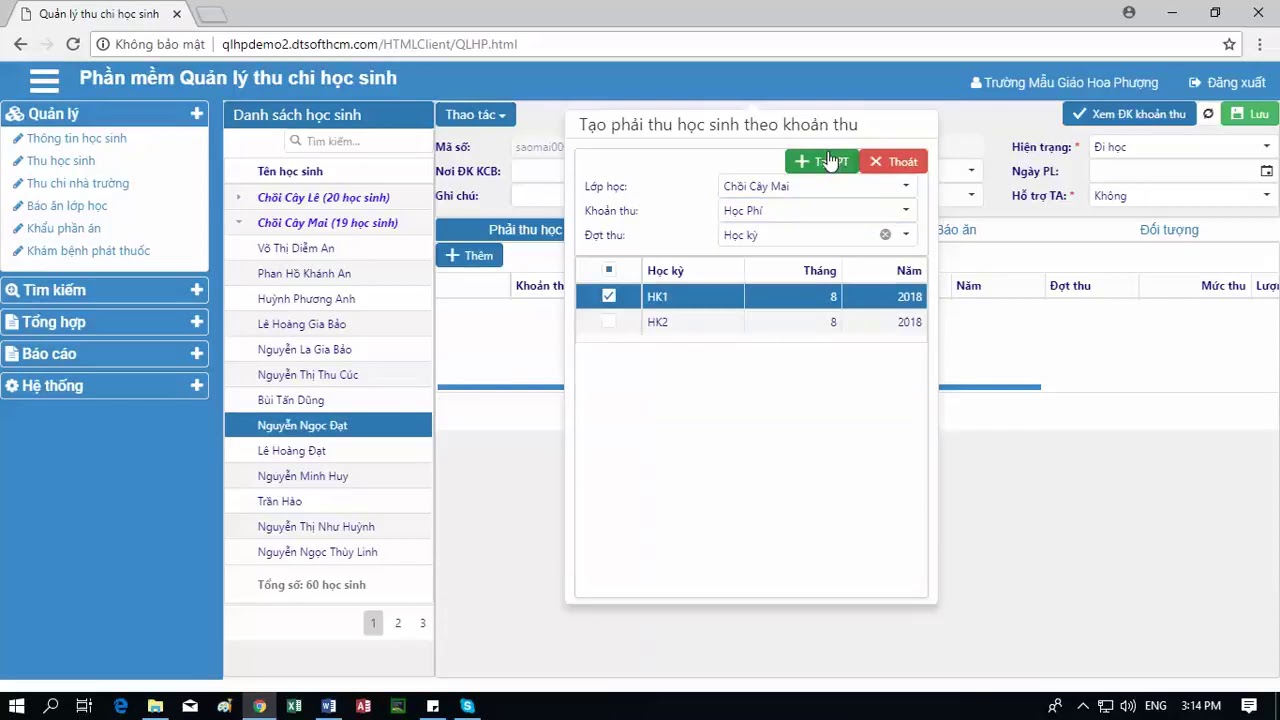 Quản lý thu chi học sinh
Không bảo mật
qlhpdemo2.dtsofthcm.com/HTMLClient/QLHP.html
Phần mềm Quản lý thu chi học sinh
Trường Mẫu Giáo Hoa Phượng
Đăng xuất
Quản lý
Thông tin học sinh
Thu học sinh
Thu chi nhà trường
Báo ăn lớp học
Khẩu phần ăn
Khám bệnh phát thuốc
Tìm kiếm
Tổng hợp
Báo cáo
Hệ thống
Danh sách học sinh
Tìm kiếm...
Tên học sinh
Chồi Cây Lê (20 học sinh)
Chồi Cây Mai (19 học sinh)
Võ Thị Diễm An
Phan Hồ Khánh An
Huỳnh Phương Anh
Lê Hoàng Gia Bảo
Nguyễn La Gia Bảo
Nguyễn Thị Thu Cúc
Bùi Tấn Dũng
Nguyễn Ngọc Đạt
Lê Hoàng Đạt
Nguyễn Minh Huy
Trần Hào
Nguyễn Thị Như Huỳnh
Nguyễn Ngọc Thùy Linh
Tổng số: 60 học sinh
1 2 3
Thao tác
Xem ĐK khoản thu
Lưu
Mã số:
saomai00
Hiện trạng: *
Đi học
Nơi ĐK KCB:
Ngày PL:
Ghi chú:
Hỗ trợ TA: *
Không
Phải thu học
Báo ăn
Đối tượng
Thêm
Khoản th
Năm
Đợt thu
Mức thu
Lượn
Tạo phải thu học sinh theo khoản thu
PT
Thoát
Lớp học:
Chồi Cây Mai
Khoản thu:
Học Phí
Đợt thu:
Học kỳ
Học kỳ Tháng Năm
HK1 8 2018
HK2 8 2018
ENG
3:14 PM